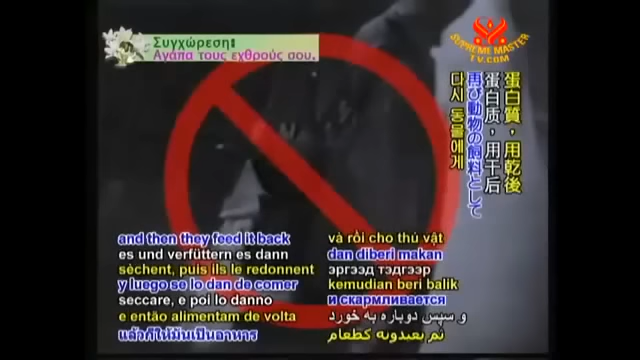 Συγχώρεση:
Αγάπα τους εχθρούς σου.
SUPREME MASTER
TV.COM
蛋白質，用乾後
蛋白质，用干后
再び動物の飼料として
다시 동물에게
and then they feed it back
es und verfüttern es dann
sèchent, puis ils le redonnent
y luego se lo dan de comer
seccare, e poi lo danno
e então alimentam de volta
แล้วก็ให้มันเป็นอาหาร
và rồi cho thú vật
dan diberi makan
эргээд тэдгээр
kemudian beri balik
и скармливается
و سپس دوباره به خورد
ثم يعيدونه كطعام